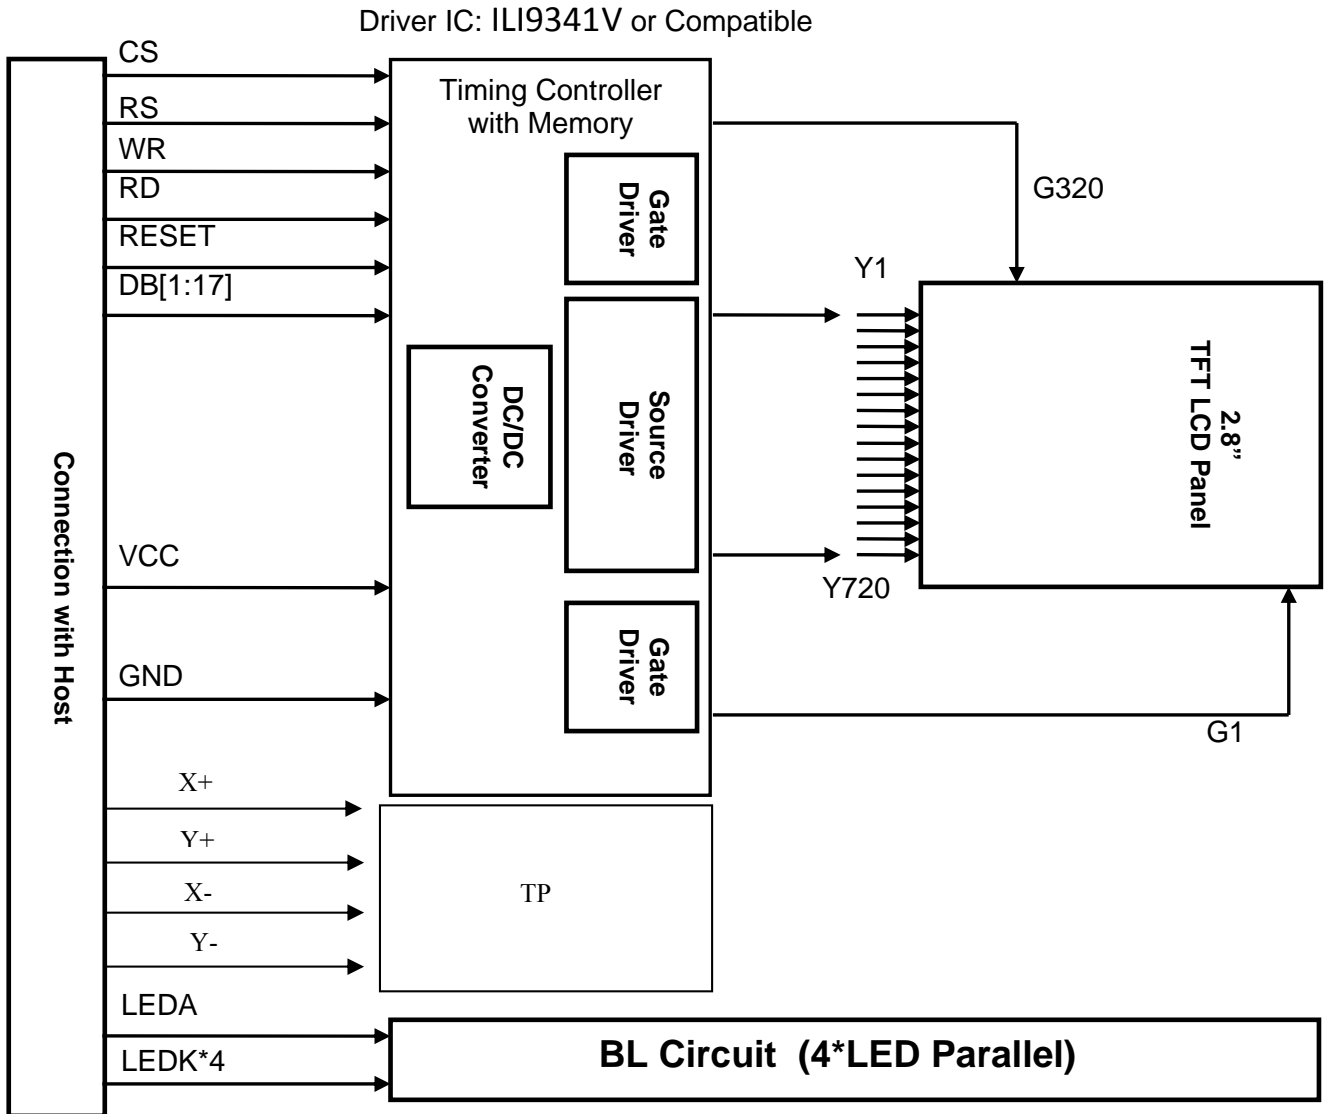 Driver IC: ILI9341V or Compatible
CS
RS
WR
RD
RESET
DB[1:17]
VCC
GND
X+
Y+
X-
Y-
LEDA
LEDK*4
Connection with Host
Timing Controller
with Memory
Gate
Driver
DC/DC
Converter
Source
Driver
Gate
Driver
TP
G320
Y1
Y720
2.8”
TFT LCD Panel
G1
BL Circuit (4*LED Parallel)